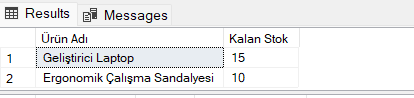 Results Messages
Ürün Adı Kalan Stok
1 Geliştirici Laptop 15
2 Ergonomik Çalışma Sandalyesi 10